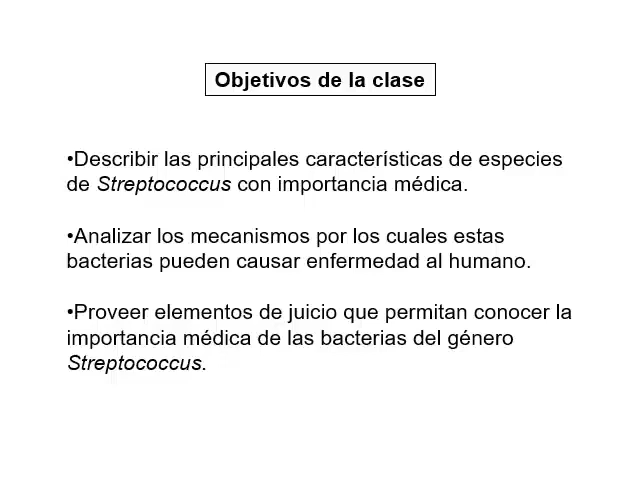 Objetivos de la clase
•Describir las principales características de especies
de Streptococcus con importancia médica.
•Analizar los mecanismos por los cuales estas
bacterias pueden causar enfermedad al humano.
•Proveer elementos de juicio que permitan conocer la
importancia médica de las bacterias del género
Streptococcus.